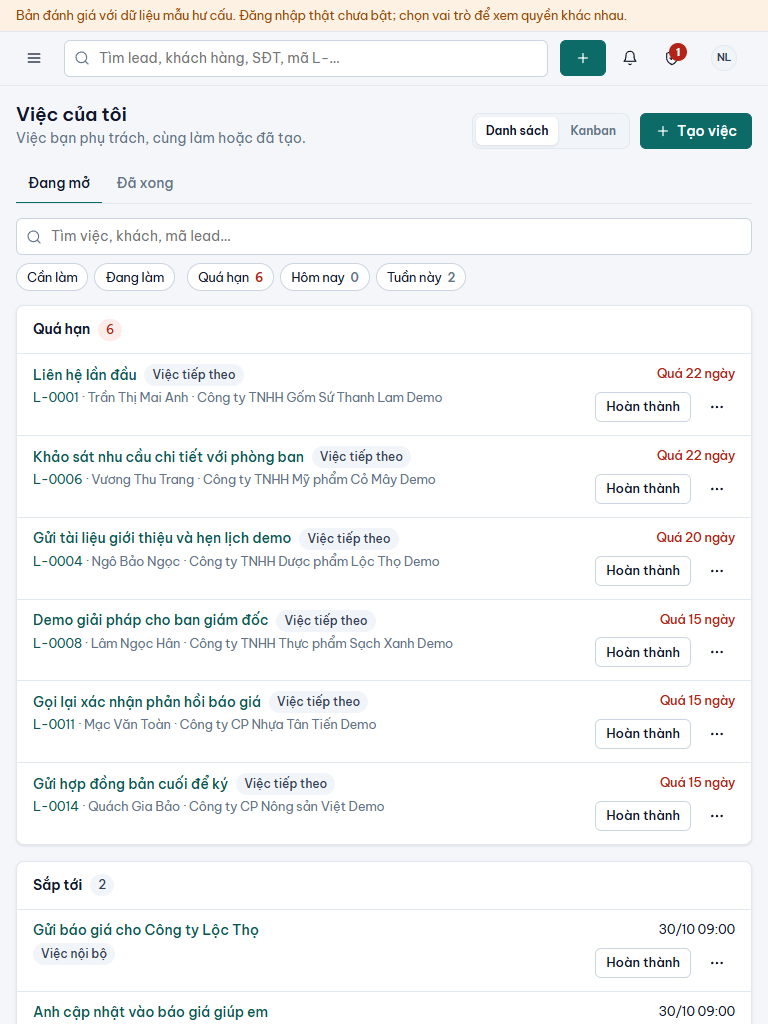 Bản đánh giá với dữ liệu mẫu hư cấu. Đăng nhập thật chưa bật; chọn vai trò để xem quyền khác nhau.
Tìm lead, khách hàng, SĐT, mã L-...
1
NL
Việc của tôi
Việc bạn phụ trách, cùng làm hoặc đã tạo.
Danh sách
Kanban
+ Tạo việc
Đang mở
Đã xong
Tìm việc, khách, mã lead...
Cần làm
Đang làm
Quá hạn 6
Hôm nay 0
Tuần này 2
Quá hạn 6
Liên hệ lần đầu Việc tiếp theo
Quá 22 ngày
L-0001 · Trần Thị Mai Anh · Công ty TNHH Gốm Sứ Thanh Lam Demo
Hoàn thành
Khảo sát nhu cầu chi tiết với phòng ban Việc tiếp theo
Quá 22 ngày
L-0006 · Vương Thu Trang · Công ty TNHH Mỹ phẩm Cỏ Mây Demo
Hoàn thành
Gửi tài liệu giới thiệu và hẹn lịch demo Việc tiếp theo
Quá 20 ngày
L-0004 · Ngô Bảo Ngọc · Công ty TNHH Dược phẩm Lộc Thọ Demo
Hoàn thành
Demo giải pháp cho ban giám đốc Việc tiếp theo
Quá 15 ngày
L-0008 · Lâm Ngọc Hân · Công ty TNHH Thực phẩm Sạch Xanh Demo
Hoàn thành
Gọi lại xác nhận phản hồi báo giá Việc tiếp theo
Quá 15 ngày
L-0011 · Mạc Văn Toàn · Công ty CP Nhựa Tân Tiến Demo
Hoàn thành
Gửi hợp đồng bản cuối để ký Việc tiếp theo
Quá 15 ngày
L-0014 · Quách Gia Bảo · Công ty CP Nông sản Việt Demo
Hoàn thành
Sắp tới 2
Gửi báo giá cho Công ty Lộc Thọ
30/10 09:00
Việc nội bộ
Hoàn thành
Anh cập nhật vào báo giá giúp em
30/10 09:00